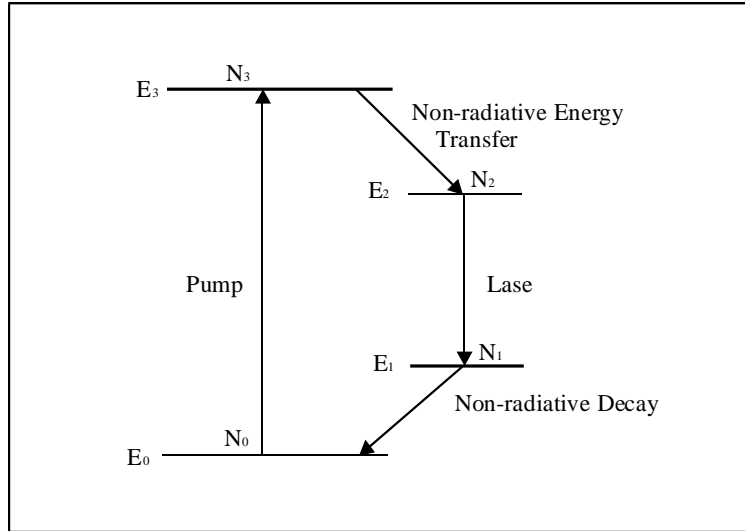 N₃
E₃
Non-radiative Energy
Transfer
N₂
E₂
Pump
Lase
N₁
E₁
Non-radiative Decay
N₀
E₀